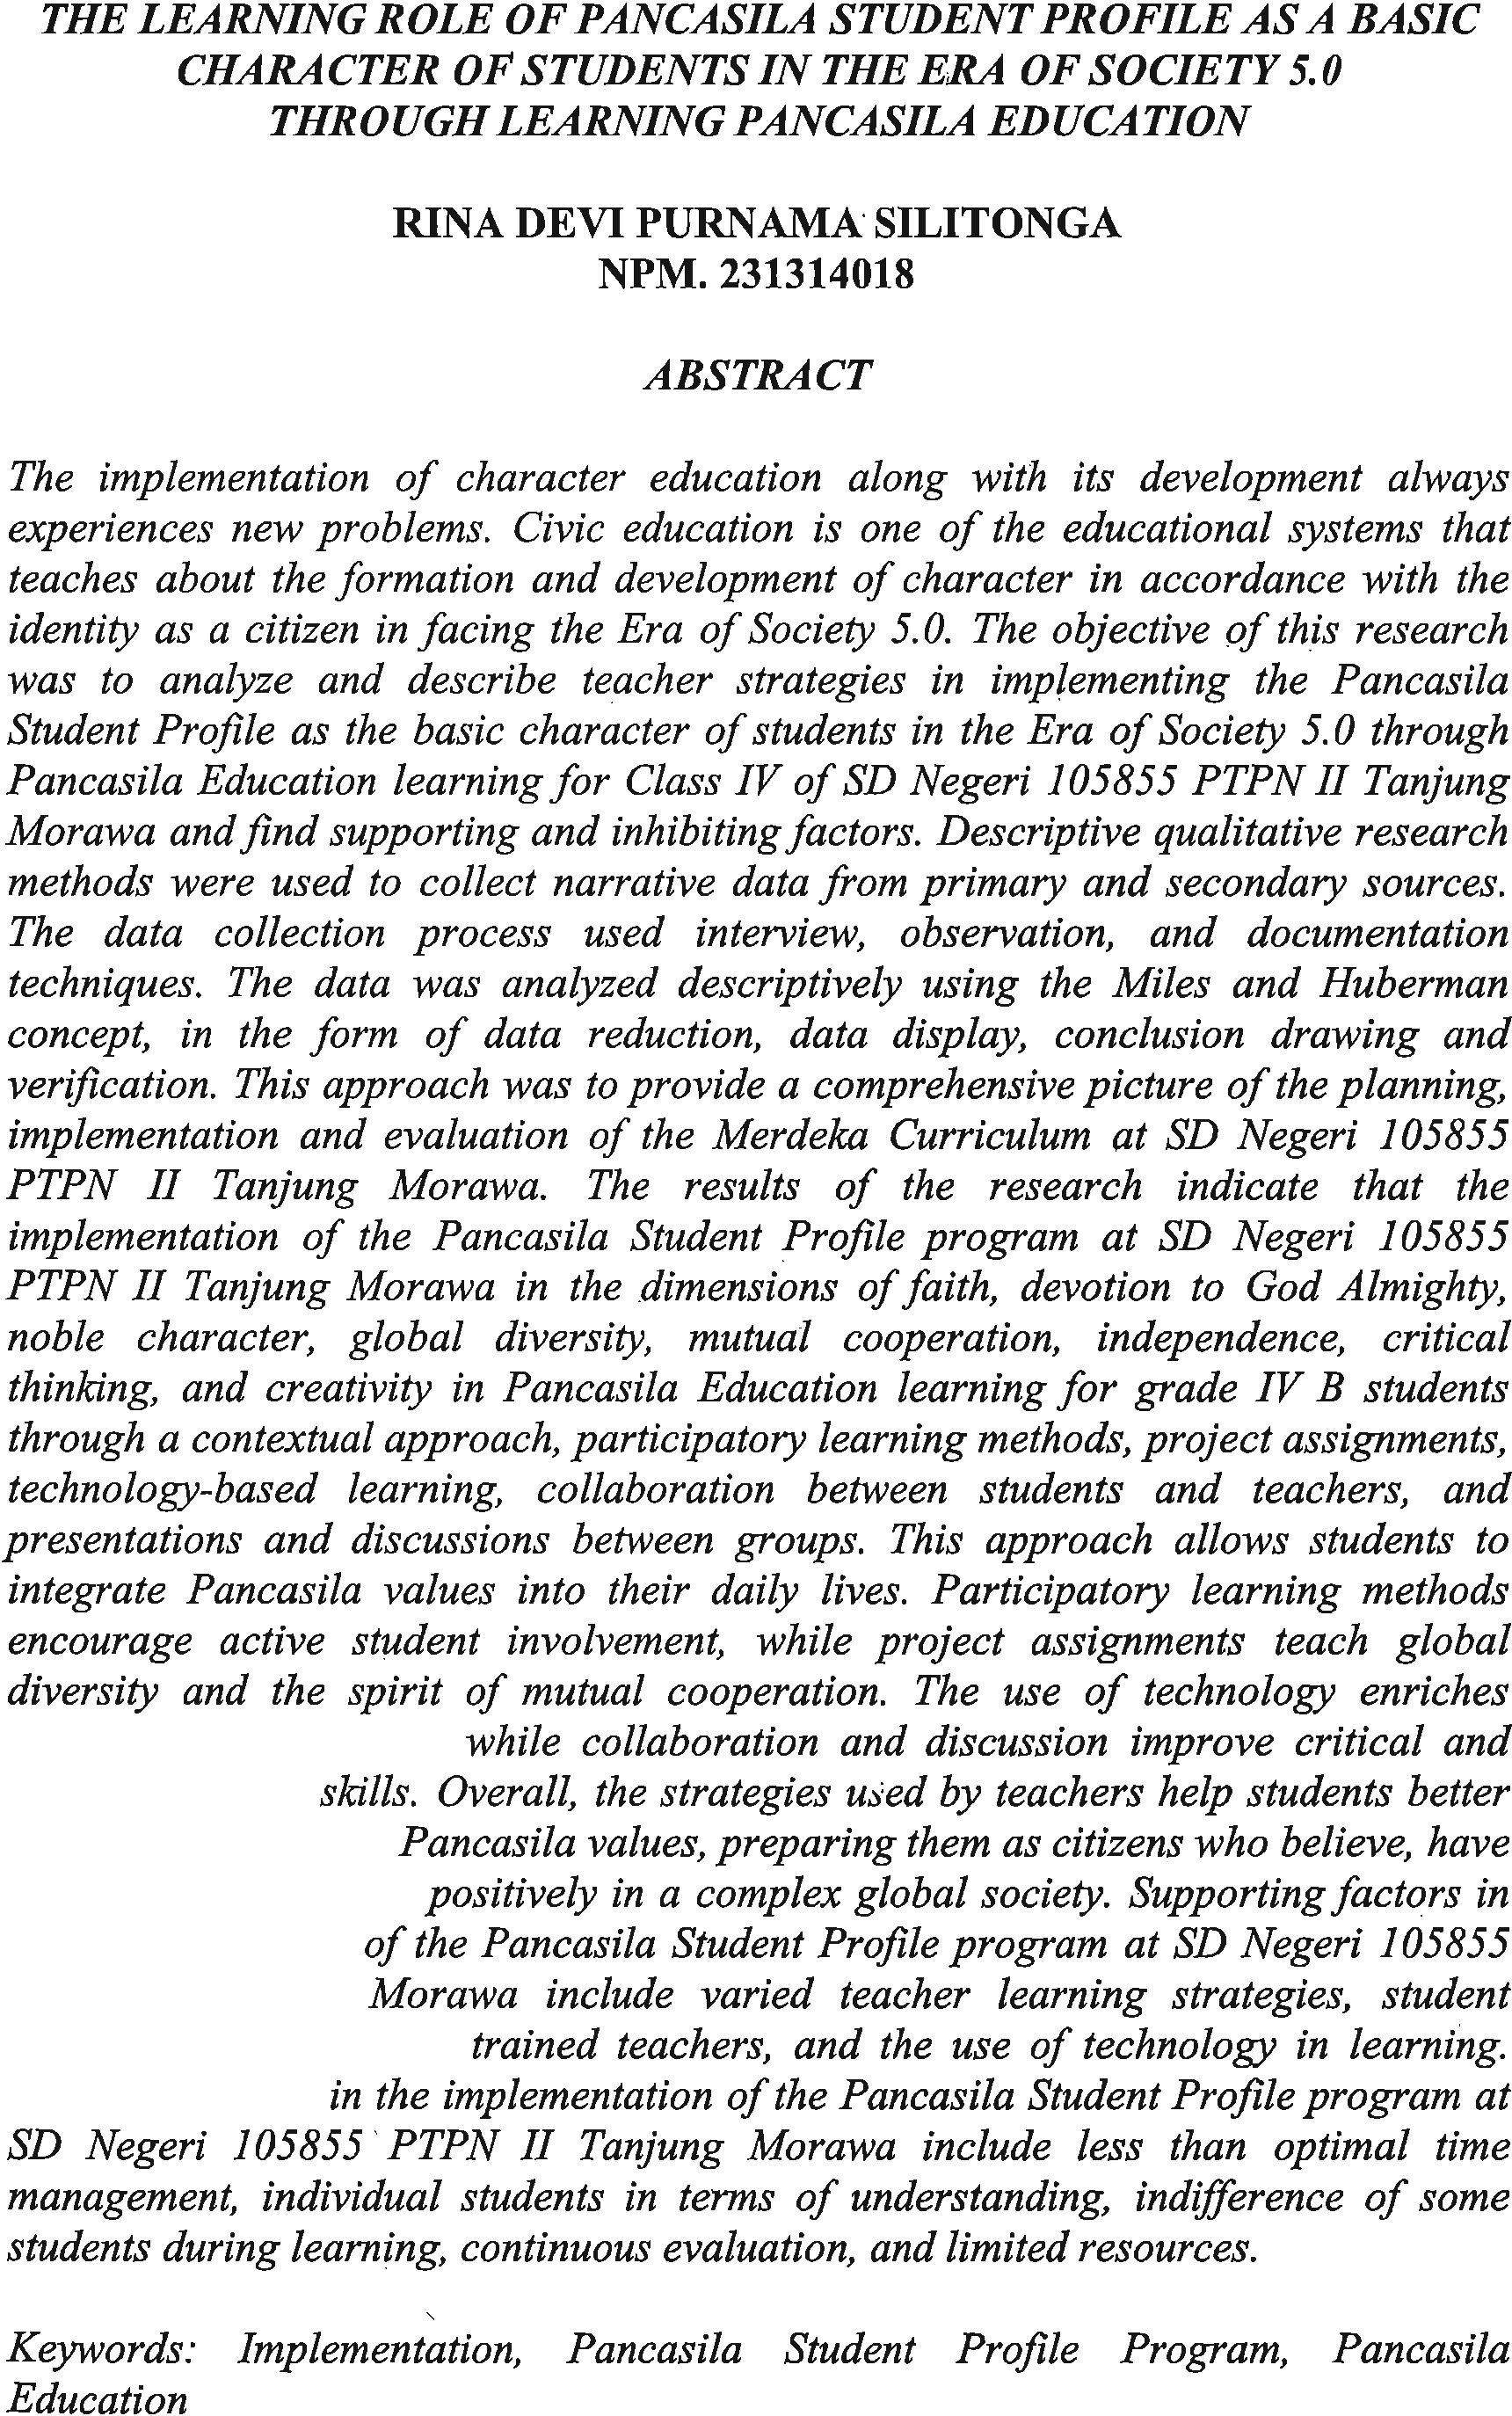 THE LEARNING ROLE OF PANCASILA STUDENT PROFILE AS A BASIC
CHARACTER OF STUDENTS IN THE ERA OF SOCIETY 5.0
THROUGH LEARNING PANCASILA EDUCATION
RINA DEVI PURNAMA SILITONGA
NPM. 231314018
ABSTRACT
The implementation of character education along with its development always
experiences new problems. Civic education is one of the educational systems that
teaches about the formation and development of character in accordance with the
identity as a citizen in facing the Era of Society 5.0. The objective of this research
was to analyze and describe teacher strategies in implementing the Pancasila
Student Profile as the basic character of students in the Era of Society 5.0 through
Pancasila Education learning for Class IV of SD Negeri 105855 PTPN II Tanjung
Morawa and find supporting and inhibiting factors. Descriptive qualitative research
methods were used to collect narrative data from primary and secondary sources.
The data collection process used interview, observation, and documentation
techniques. The data was analyzed descriptively using the Miles and Huberman
concept, in the form of data reduction, data display, conclusion drawing and
verification. This approach was to provide a comprehensive picture of the planning,
implementation and evaluation of the Merdeka Curriculum at SD Negeri 105855
PTPN II Tanjung Morawa. The results of the research indicate that the
implementation of the Pancasila Student Profile program at SD Negeri 105855
PTPN II Tanjung Morawa in the dimensions of faith, devotion to God Almighty,
noble character, global diversity, mutual cooperation, independence, critical
thinking, and creativity in Pancasila Education learning for grade IV B students
through a contextual approach, participatory learning methods, project assignments,
technology-based learning, collaboration between students and teachers, and
presentations and discussions between groups. This approach allows students to
integrate Pancasila values into their daily lives. Participatory learning methods
encourage active student involvement, while project assignments teach global
diversity and the spirit of mutual cooperation. The use of technology enriches
while collaboration and discussion improve critical and
skills. Overall, the strategies used by teachers help students better
Pancasila values, preparing them as citizens who believe, have
positively in a complex global society. Supporting factors in
of the Pancasila Student Profile program at SD Negeri 105855
Morawa include varied teacher learning strategies, student
trained teachers, and the use of technology in learning.
in the implementation of the Pancasila Student Profile program at
SD Negeri 105855 PTPN II Tanjung Morawa include less than optimal time
management, individual students in terms of understanding, indifference of some
students during learning, continuous evaluation, and limited resources.
Keywords: Implementation, Pancasila Student Profile Program, Pancasila
Education